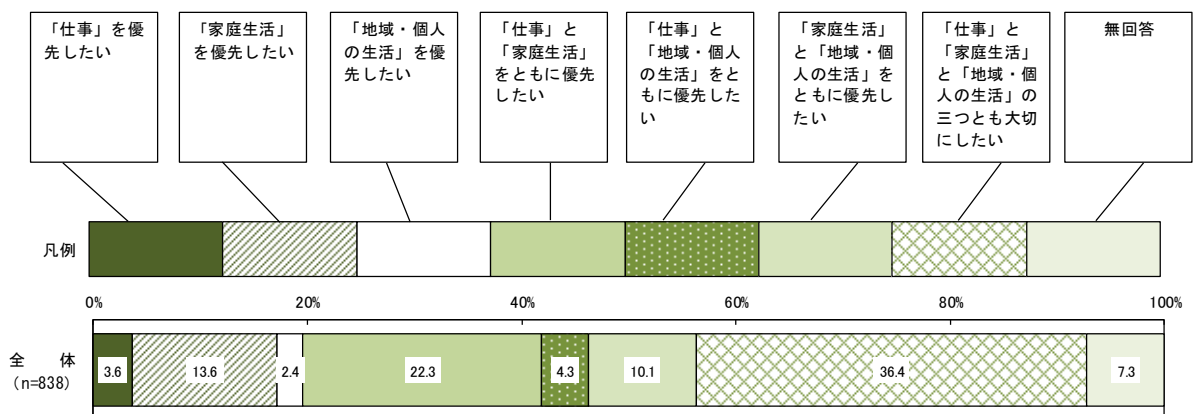 「仕事」を優
先したい
「家庭生活」
を優先したい
「地域・個人
の生活」を優
先したい
「仕事」と
「家庭生活」
をともに優先
したい
「仕事」と
「地域・個
人の生活」をと
もに優先した
い
「家庭生活」
と「地域・個
人の生活」を
ともに優先し
たい
「仕事」と
「家庭生活」
と「地域・個
人の生活」の
三つとも大切
にしたい
無回答
凡例
0% 20% 40% 60% 80% 100%
全　体
(n=838)
3.6 13.6 2.4 22.3 4.3 10.1 36.4 7.3